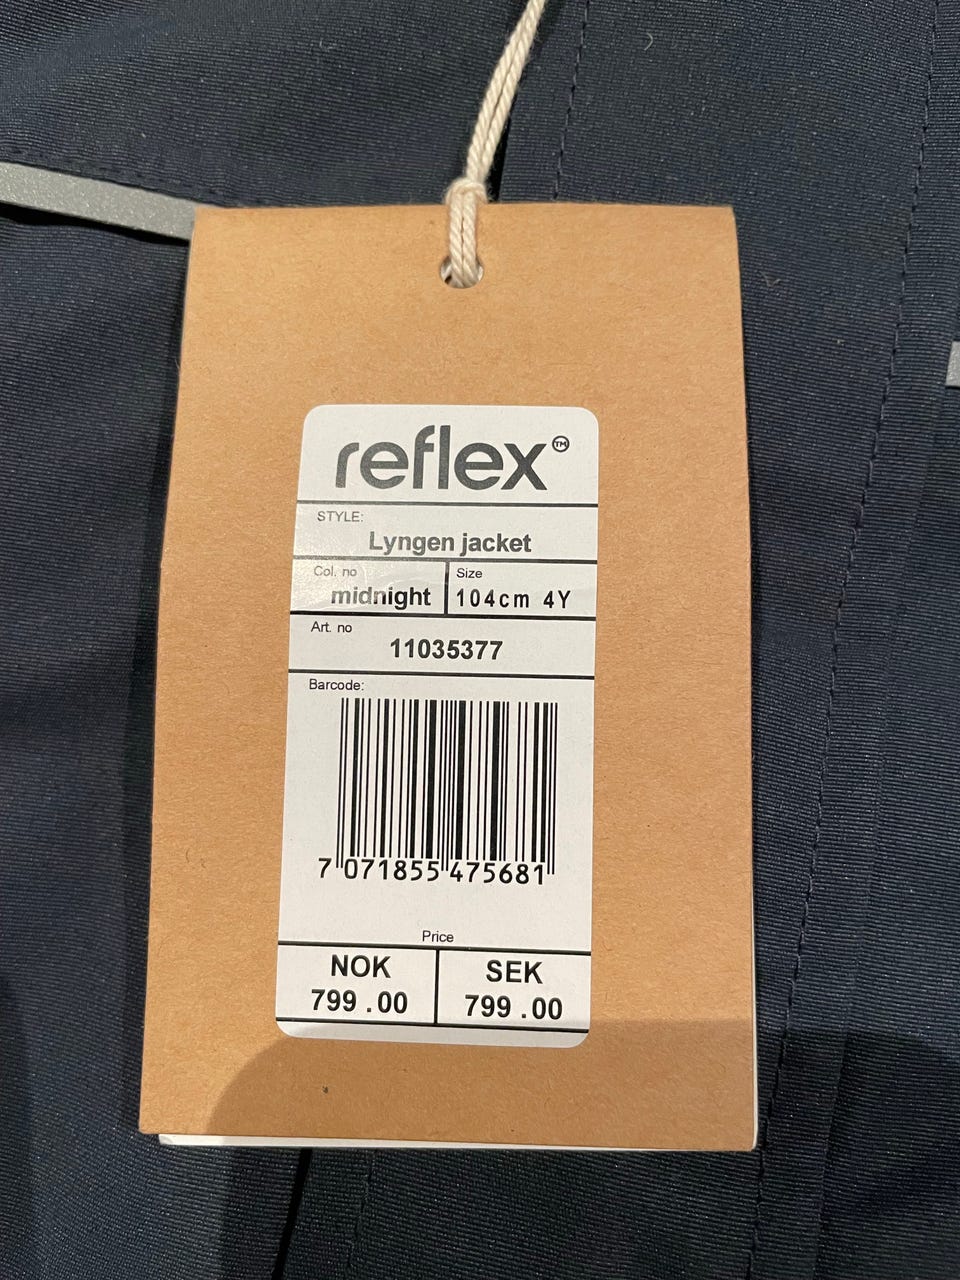 reflex™
STYLE:
Lyngen jacket
Col. no
midnight
Size
104cm 4Y
Art. no
11035377
Barcode:
7 071855 475681
Price
NOK
799 .00
SEK
799 .00